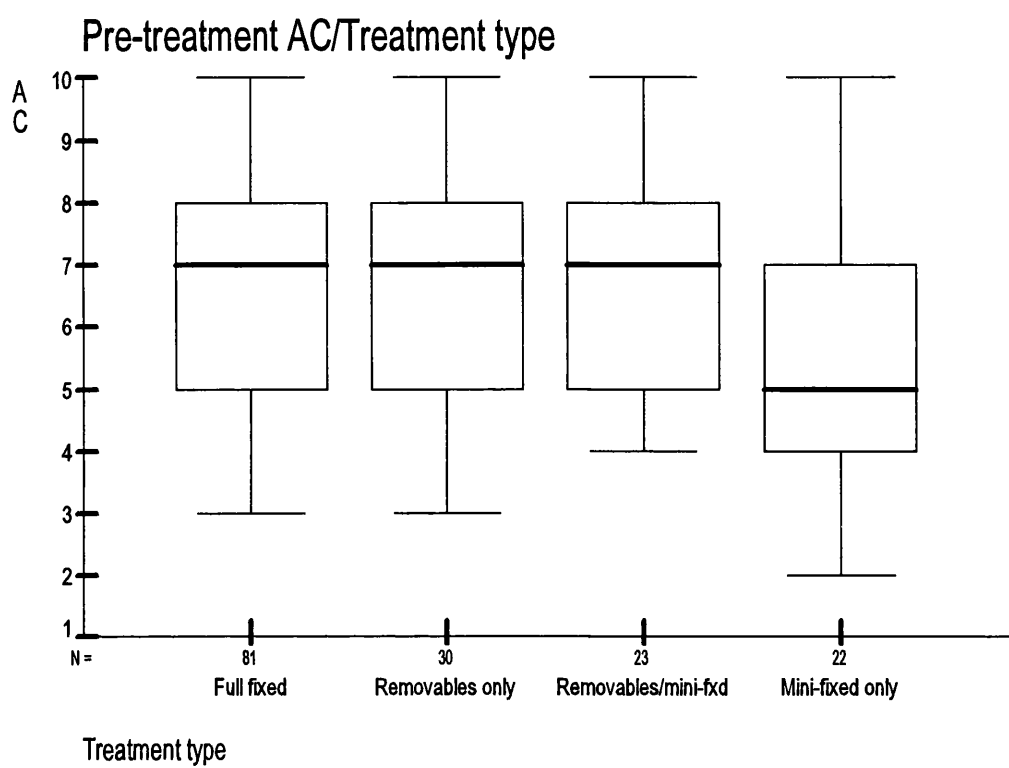 Pre-treatment AC/Treatment type
A
C
10
9
8
7
6
5
4
3
2
1
N = 81 30 23 22
Full fixed Removables only Removables/mini-fxd Mini-fixed only
Treatment type